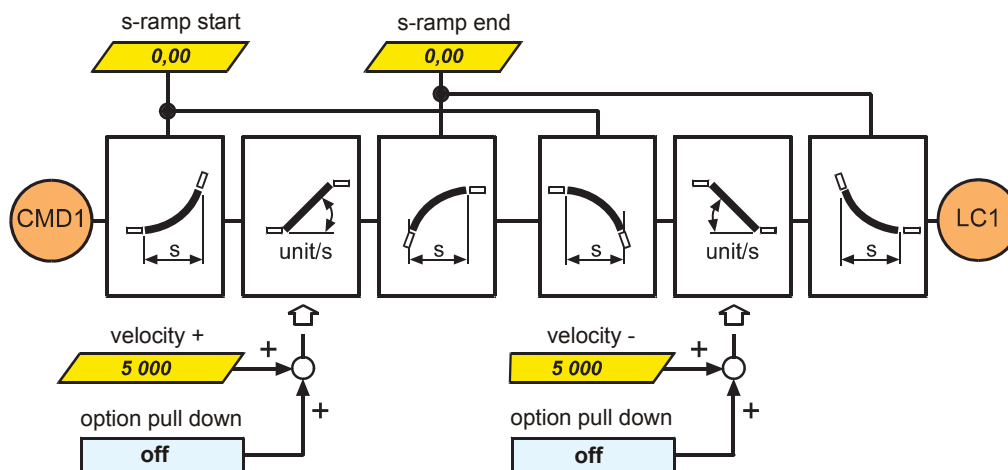 s-ramp start
s-ramp end
0,00
0,00
CMD1
s
unit/s
s
s
unit/s
s
LC1
velocity +
+
velocity -
+
5 000
5 000
option pull down
+
option pull down
+
off
off